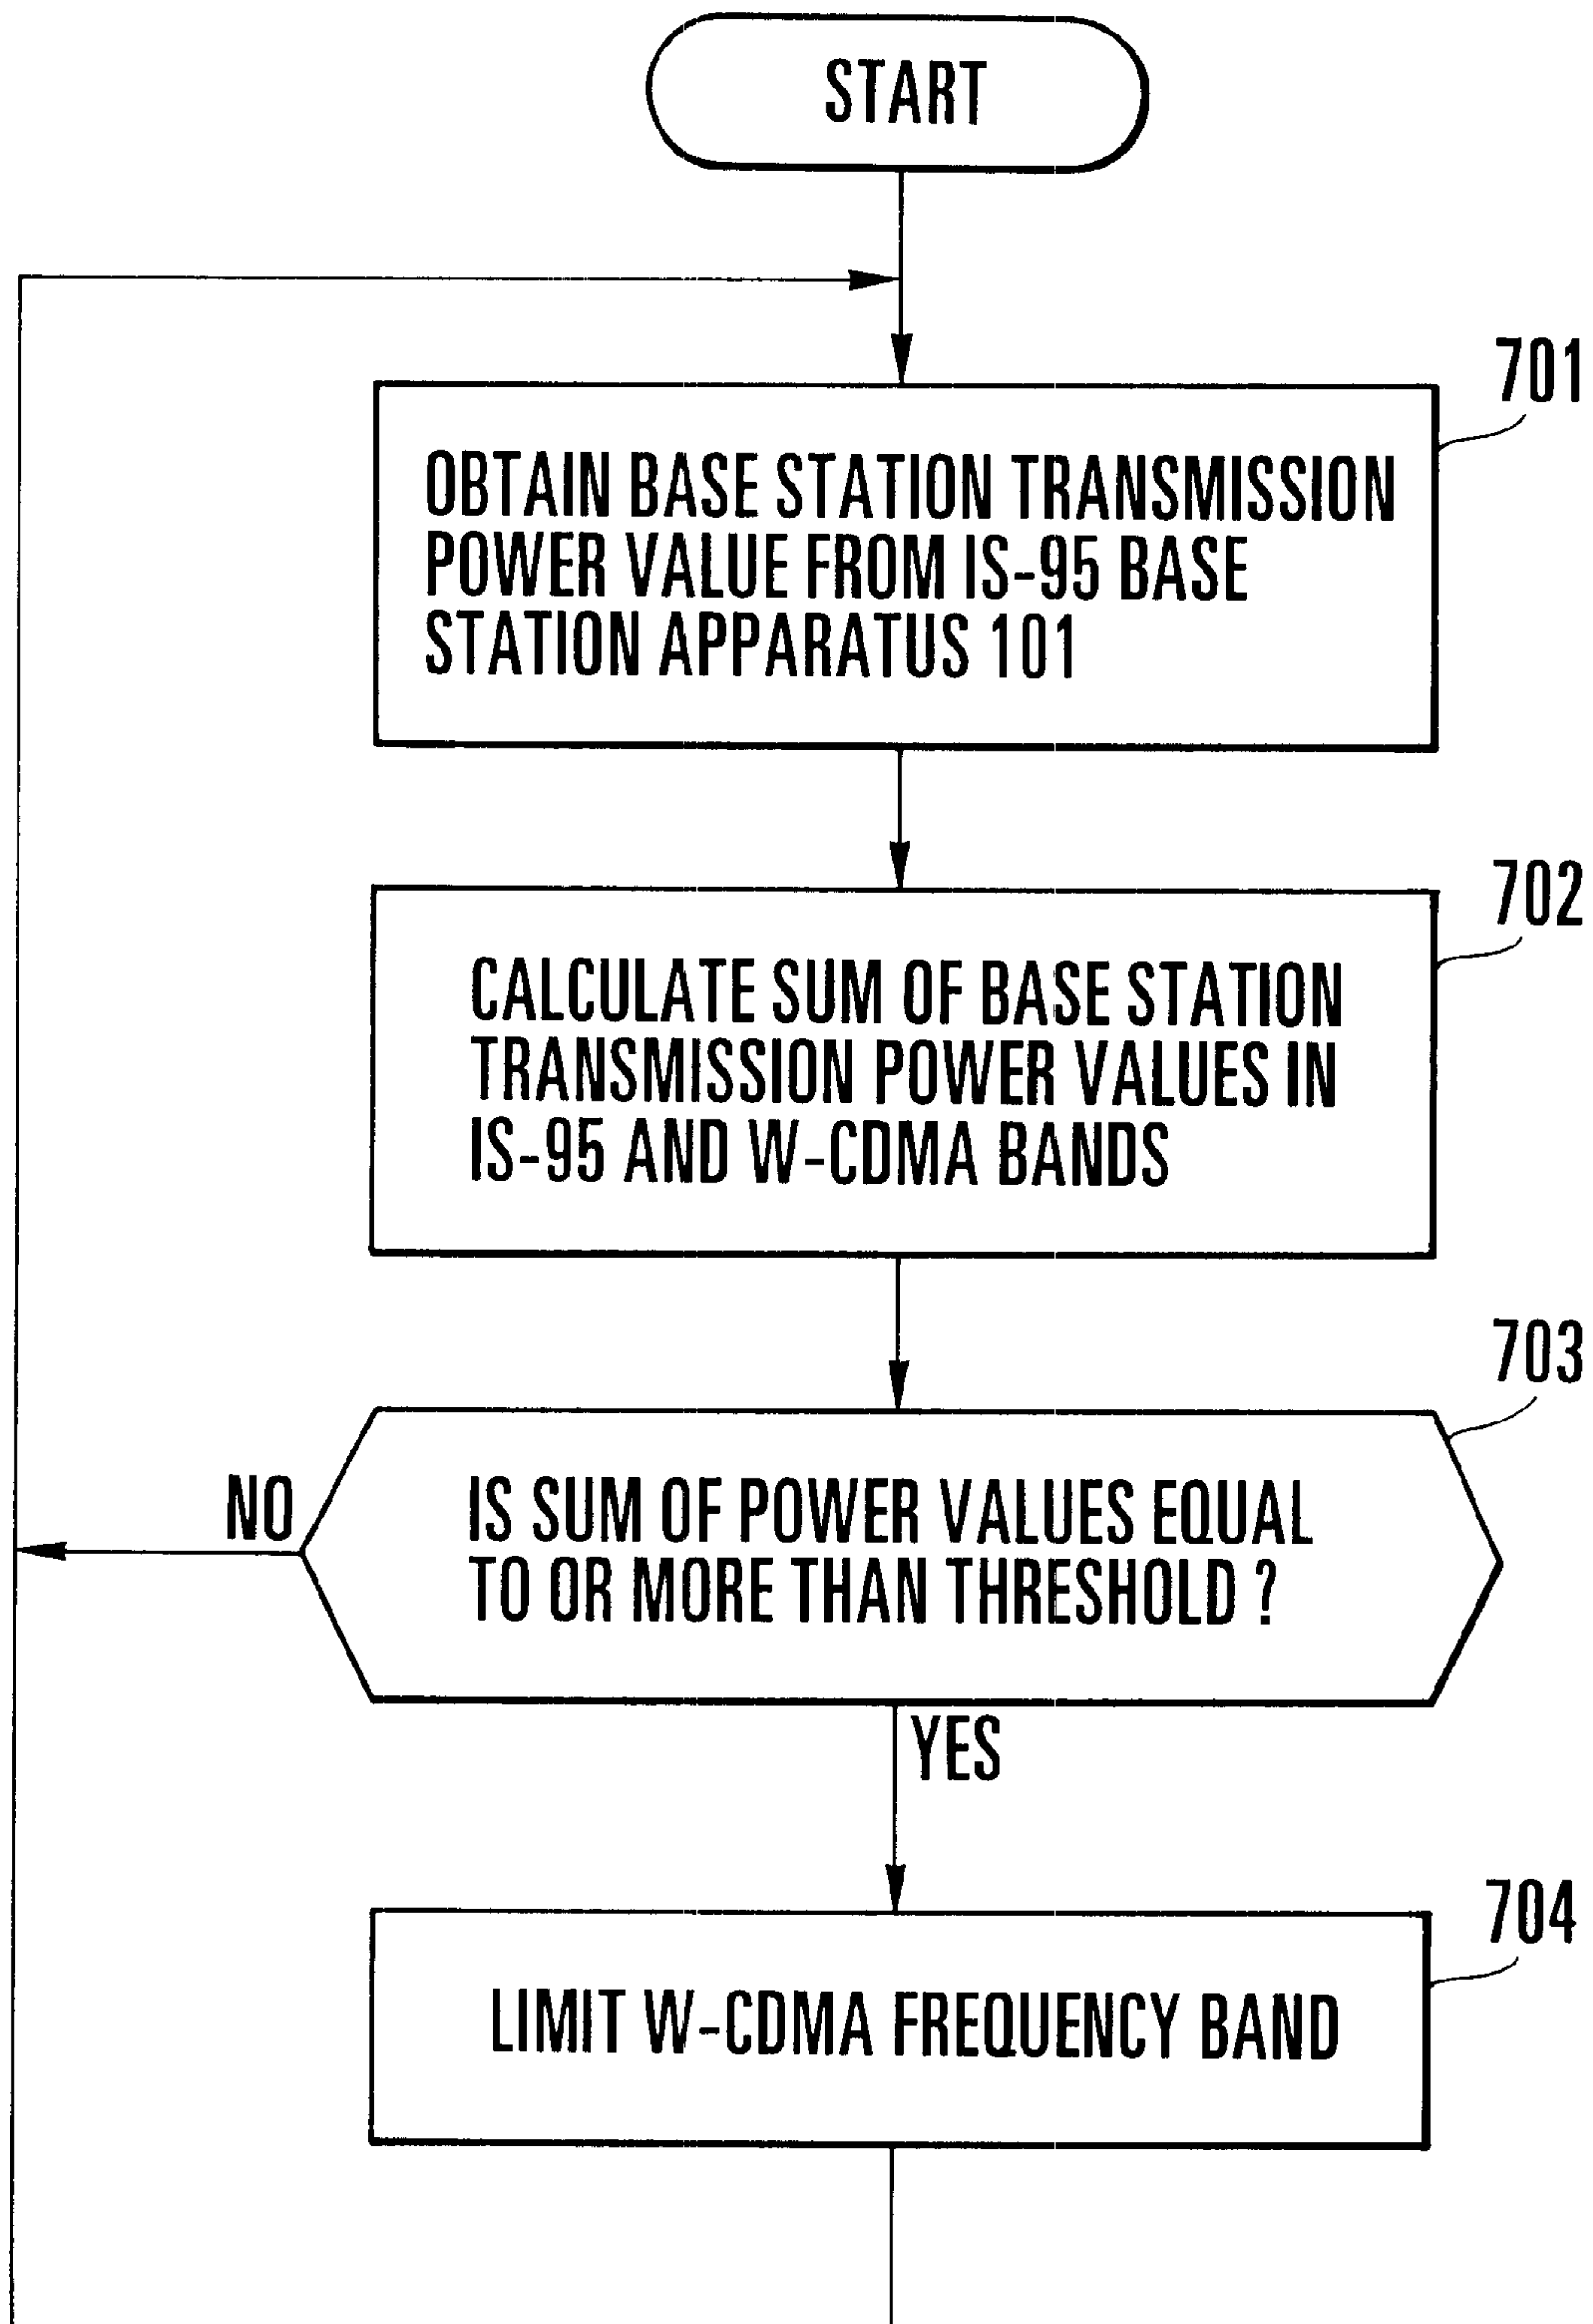 START
701
OBTAIN BASE STATION TRANSMISSION
POWER VALUE FROM IS-95 BASE
STATION APPARATUS 101
702
CALCULATE SUM OF BASE STATION
TRANSMISSION POWER VALUES IN
IS-95 AND W-CDMA BANDS
703
NO
IS SUM OF POWER VALUES EQUAL
TO OR MORE THAN THRESHOLD ?
YES
704
LIMIT W-CDMA FREQUENCY BAND